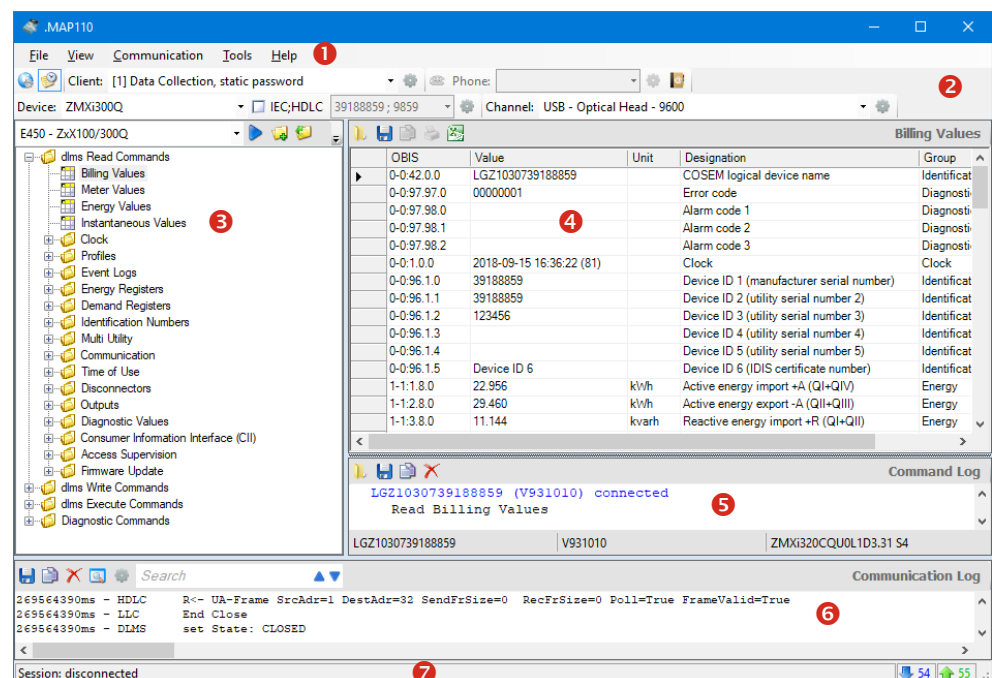 .MAP110
File View Communication Tools Help 1
Client: [1] Data Collection, static password Phone: 2
Device: ZMXi300Q IEC;HDLC 39188859 ; 9859 Channel: USB - Optical Head - 9600
E450 - ZxX100/300Q
dlms Read Commands
Billing Values
Meter Values
Energy Values
Instantaneous Values
3
Clock
Profiles
Event Logs
Energy Registers
Demand Registers
Identification Numbers
Multi Utility
Communication
Time of Use
Disconnectors
Outputs
Diagnostic Values
Consumer Information Interface (CII)
Access Supervision
Firmware Update
dlms Write Commands
dlms Execute Commands
Diagnostic Commands
Billing Values
OBIS Value Unit Designation Group
0-0:42.0.0 LGZ1030739188859 COSEM logical device name Identificat
0-0:97.97.0 00000001 Error code Diagnosti
0-0:97.98.0 Alarm code 1 Diagnosti
0-0:97.98.1 Alarm code 2 Diagnosti
4
0-0:97.98.2 Alarm code 3 Diagnosti
0-0:1.0.0 2018-09-15 16:36:22 (81) Clock Clock
0-0:96.1.0 39188859 Device ID 1 (manufacturer serial number) Identificat
0-0:96.1.1 39188859 Device ID 2 (utility serial number 2) Identificat
0-0:96.1.2 123456 Device ID 3 (utility serial number 3) Identificat
0-0:96.1.3 Device ID 4 (utility serial number 4) Identificat
0-0:96.1.4 Device ID 5 (utility serial number 5) Identificat
0-0:96.1.5 Device ID 6 Device ID 6 (IDIS certificate number) Identificat
1-1:1.8.0 22.956 kWh Active energy import +A (QI+QIV) Energy
1-1:2.8.0 29.460 kWh Active energy export -A (QII+QIII) Energy
1-1:3.8.0 11.144 kvarh Reactive energy import +R (QI+QII) Energy
Command Log
LGZ1030739188859 (V931010) connected
Read Billing Values
5
LGZ1030739188859 V931010 ZMXi320CQU0L1D3.31 S4
Search Communication Log
269564390ms - HDLC R<- UA-Frame SrcAdr=1 DestAdr=32 SendFrSize=0 RecFrSize=0 Poll=True FrameValid=True
269564390ms - LLC End Close
6
269564390ms - DLMS set State: CLOSED
Session: disconnected 7 54 55